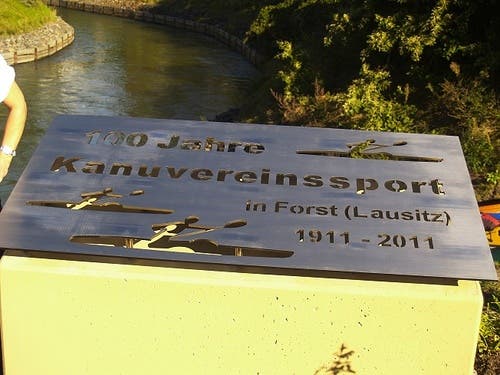 100 Jahre
Kanuvereinssport
in Forst (Lausitz)
1911 - 2011